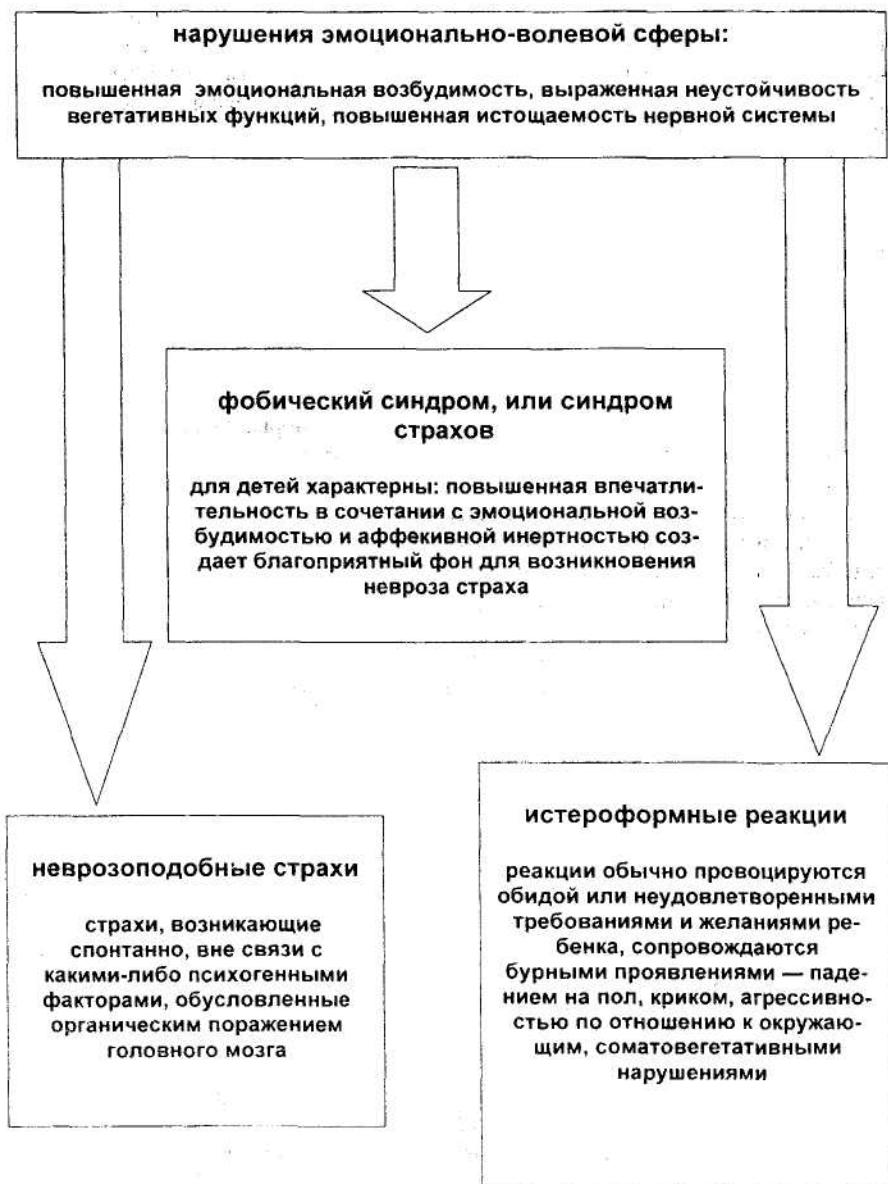 нарушения эмоционально-волевой сферы:
повышенная эмоциональная возбудимость, выраженная неустойчивость
вегетативных функций, повышенная истощаемость нервной системы
фобический синдром, или синдром
страхов
для детей характерны: повышенная впечатли-
тельность в сочетании с эмоциональной воз-
будимостью и аффекивной инертностью соз-
дает благоприятный фон для возникновения
невроза страха
неврозоподобные страхи
страхи, возникающие
спонтанно, вне связи с
какими-либо психогенными
факторами, обусловленные
органическим поражением
головного мозга
истероформные реакции
реакции обычно провоцируются
обидой или неудовлетворенными
требованиями и желаниями ре-
бенка, сопровождаются
бурными проявлениями — паде-
нием на пол, криком, агрессивно-
стью по отношению к окружаю-
щим, соматовегетативными
нарушениями